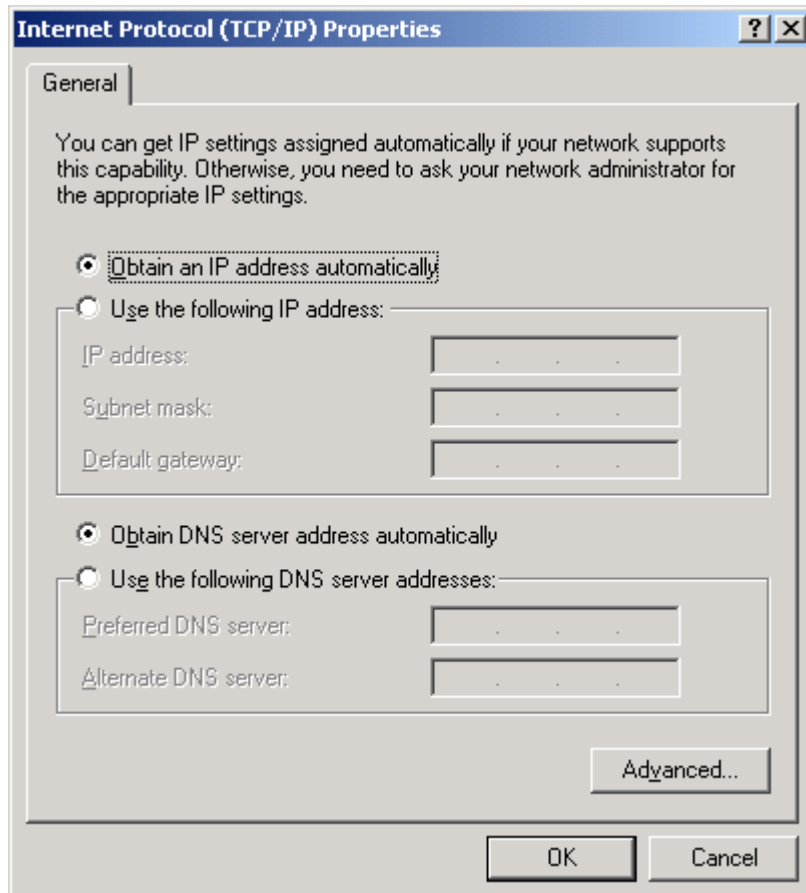 Internet Protocol (TCP/IP) Properties
General
You can get IP settings assigned automatically if your network supports
this capability. Otherwise, you need to ask your network administrator for
the appropriate IP settings.
Obtain an IP address automatically
Use the following IP address:
IP address:
Subnet mask:
Default gateway:
Obtain DNS server address automatically
Use the following DNS server addresses:
Preferred DNS server:
Alternate DNS server:
Advanced...
OK
Cancel